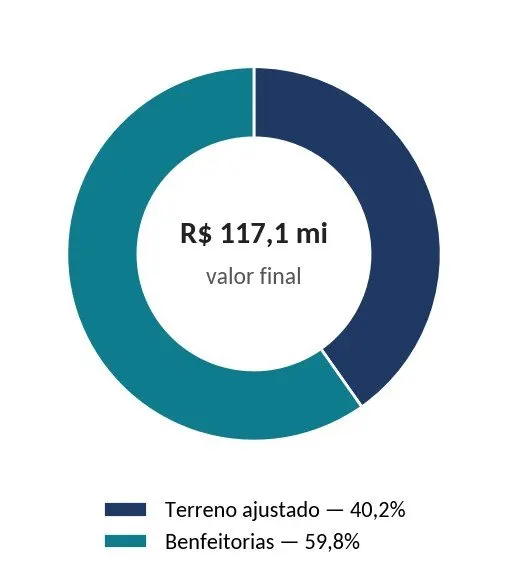 R$ 117,1 mi
valor final
Terreno ajustado — 40,2%
Benfeitorias — 59,8%